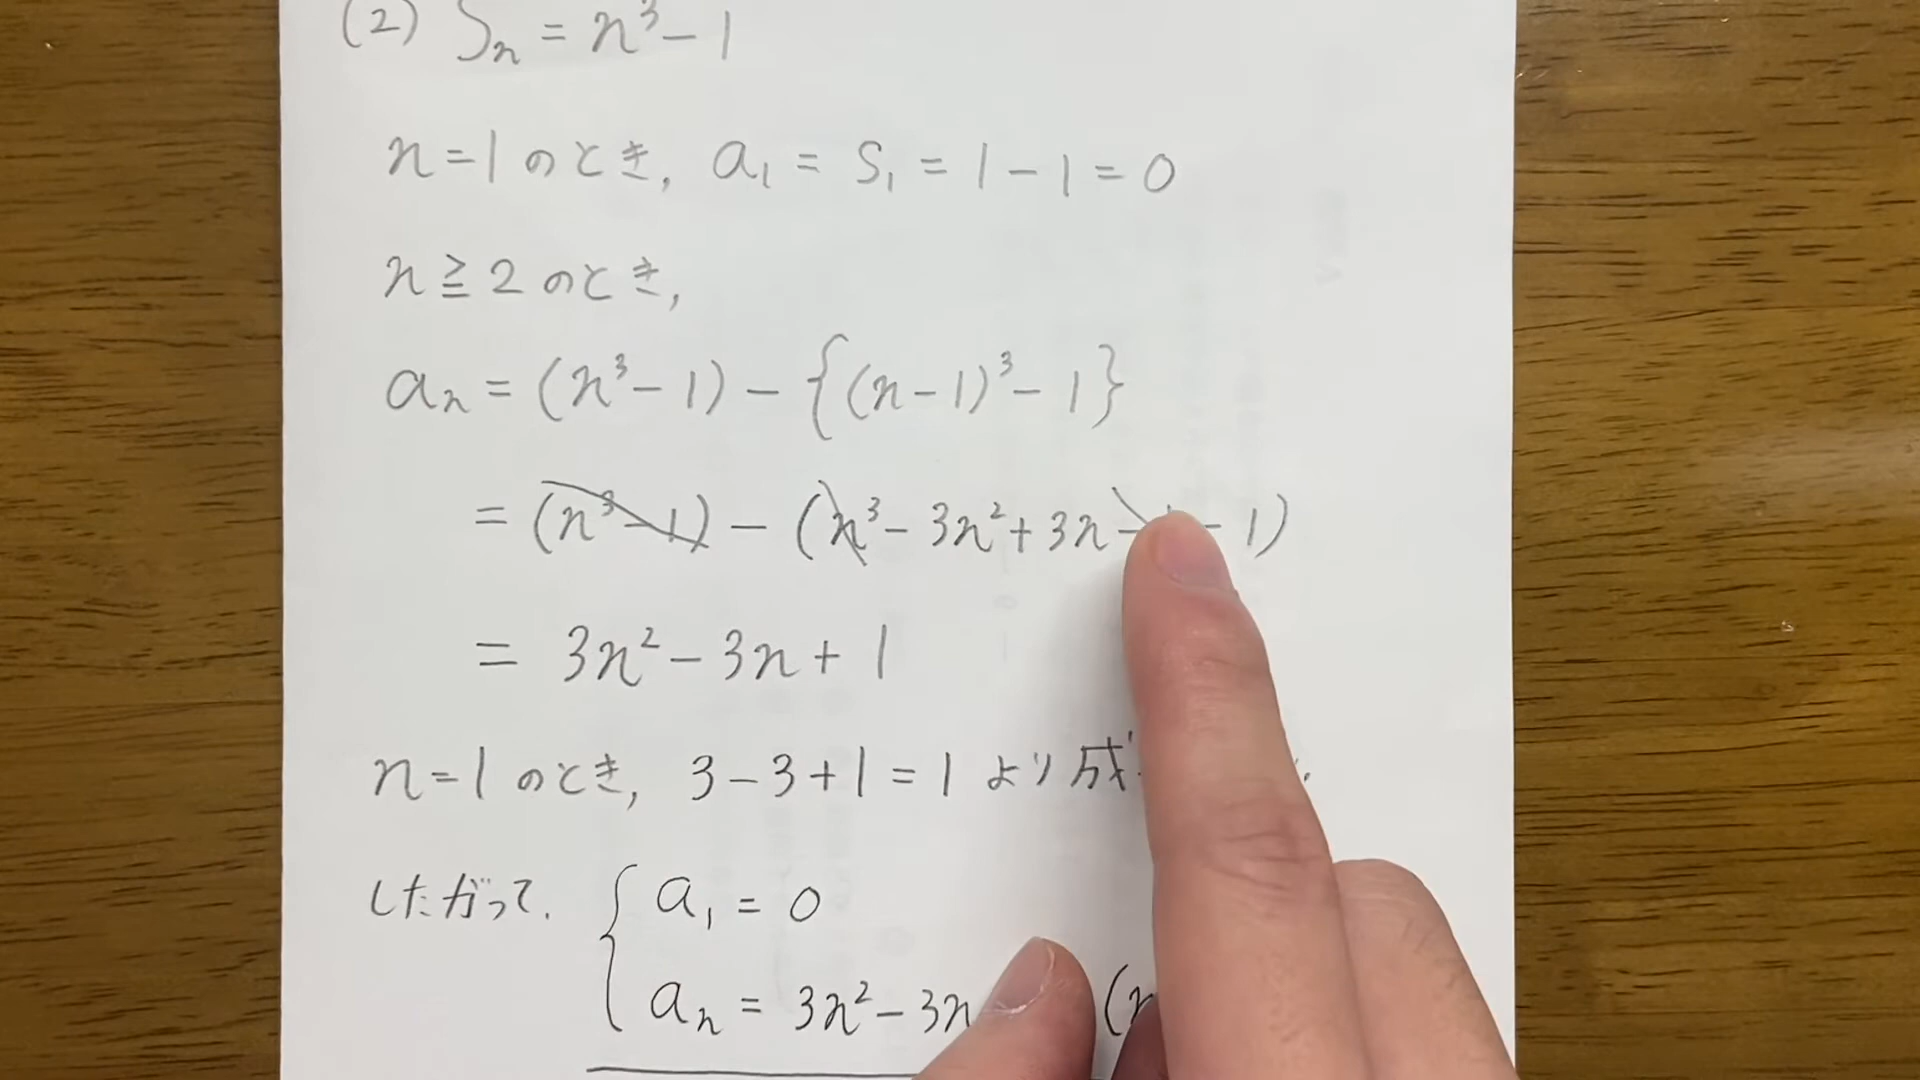 (2) Sn = n³ - 1
n = 1 のとき, a₁ = S₁ = 1 - 1 = 0
n ≧ 2 のとき,
an = (n³ - 1) - {(n - 1)³ - 1}
= (n³ - 1) - (n³ - 3n² + 3n - 1)
= 3n² - 3n + 1
n = 1 のとき, 3 - 3 + 1 = 1 より 成
したがって.
{ a₁ = 0
an = 3n² - 3n (n